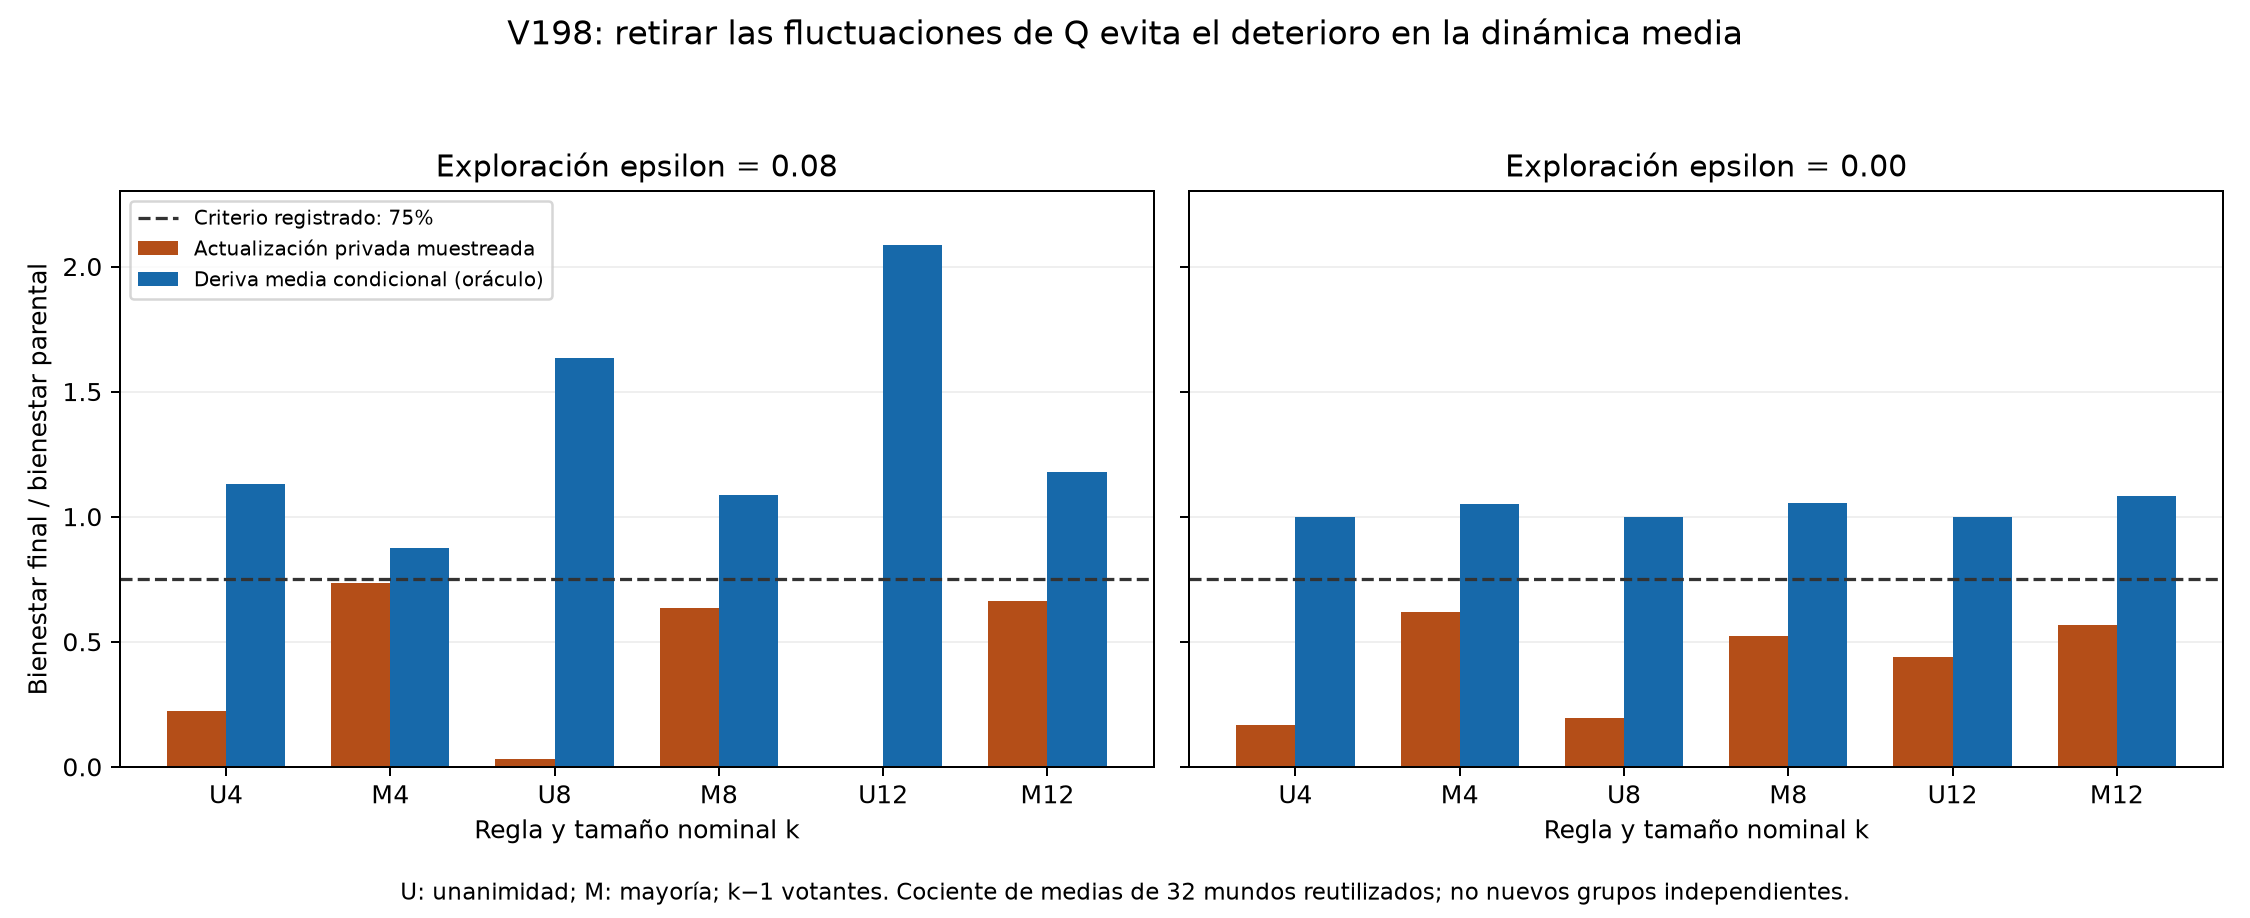 V198: retirar las fluctuaciones de Q evita el deterioro en la dinámica media
Exploración epsilon = 0.08
Criterio registrado: 75%
Actualización privada muestreada
Deriva media condicional (oráculo)
Bienestar final / bienestar parental
2.0
1.5
1.0
0.5
0.0
U4 M4 U8 M8 U12 M12
Regla y tamaño nominal k
Exploración epsilon = 0.00
U4 M4 U8 M8 U12 M12
Regla y tamaño nominal k
U: unanimidad; M: mayoría; k−1 votantes. Cociente de medias de 32 mundos reutilizados; no nuevos grupos independientes.